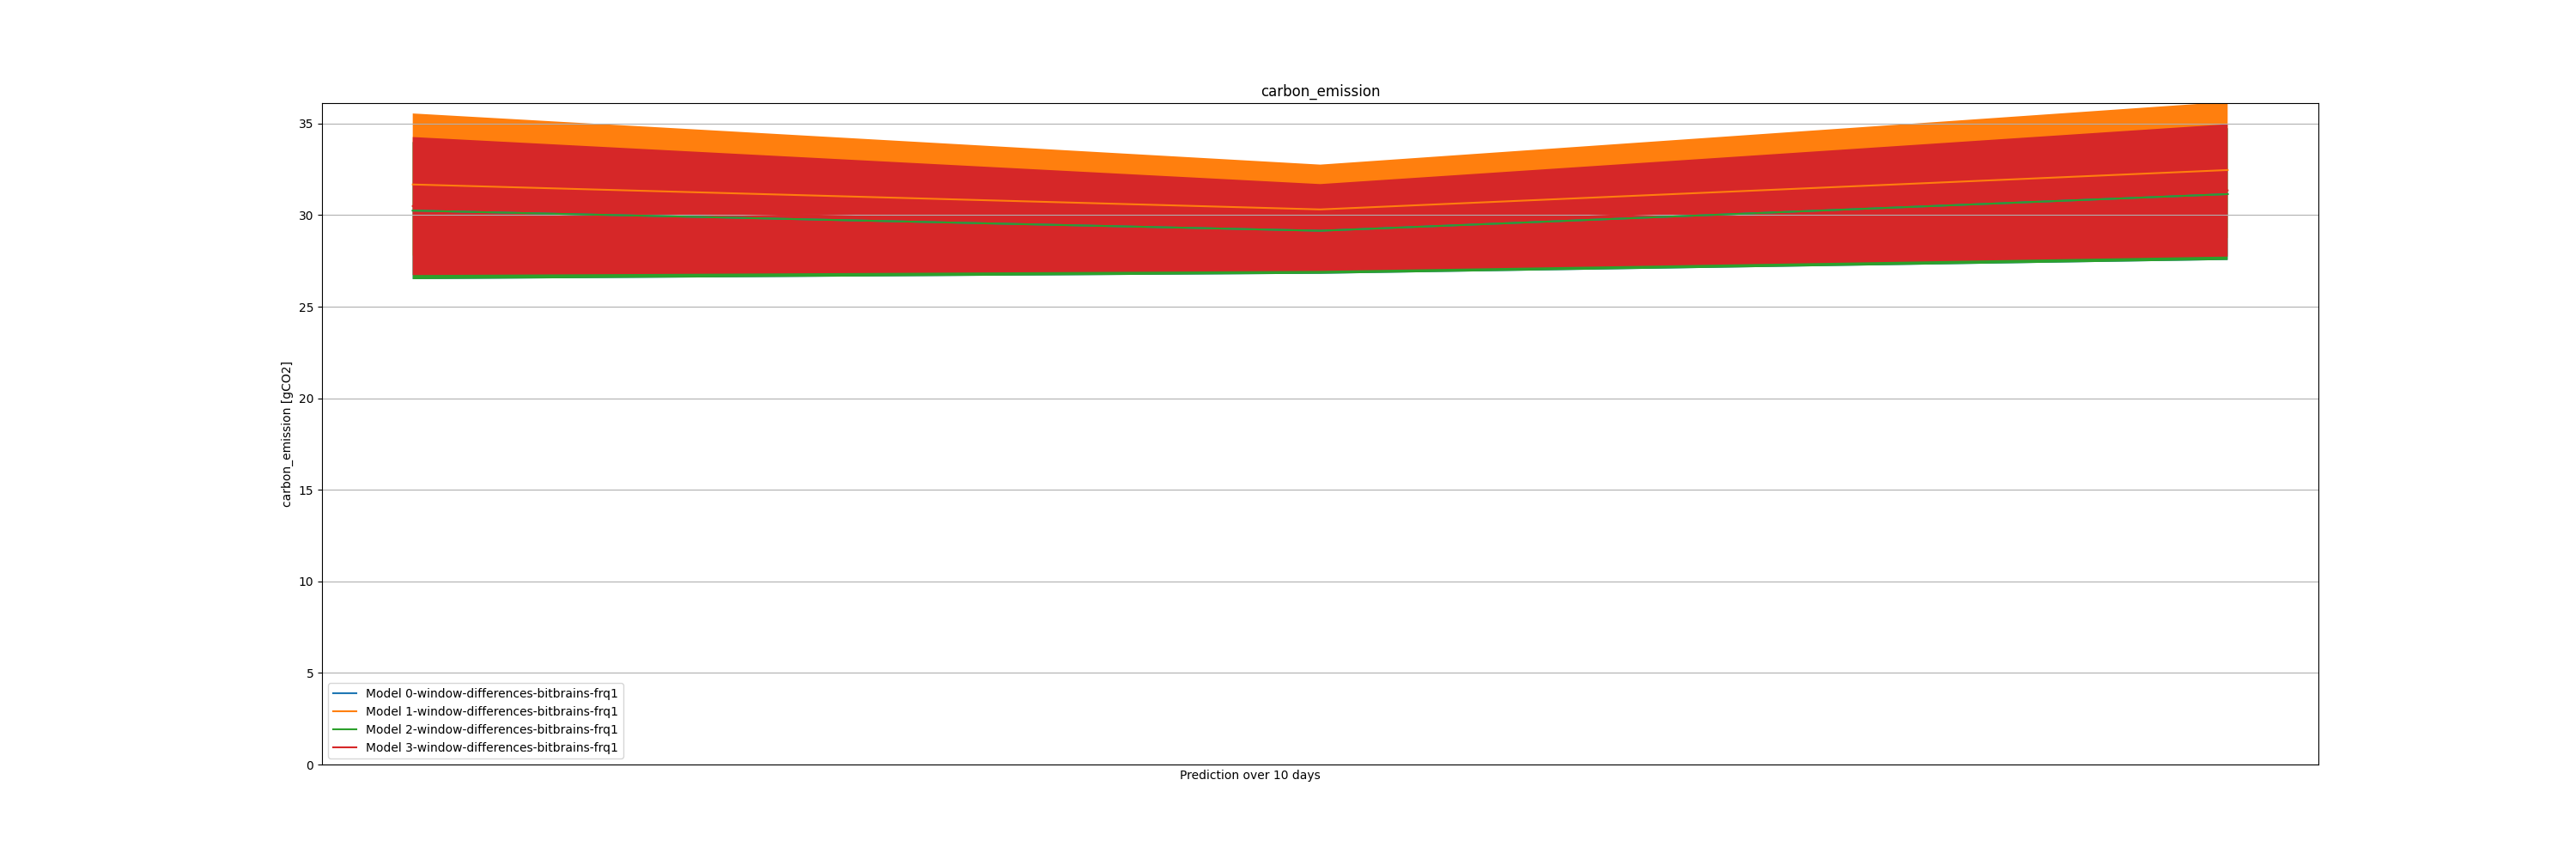 carbon_emission
35
30
25
20
15
10
5
0
carbon_emission [gCO2]
Model 0-window-differences-bitbrains-frq1
Model 1-window-differences-bitbrains-frq1
Model 2-window-differences-bitbrains-frq1
Model 3-window-differences-bitbrains-frq1
Prediction over 10 days